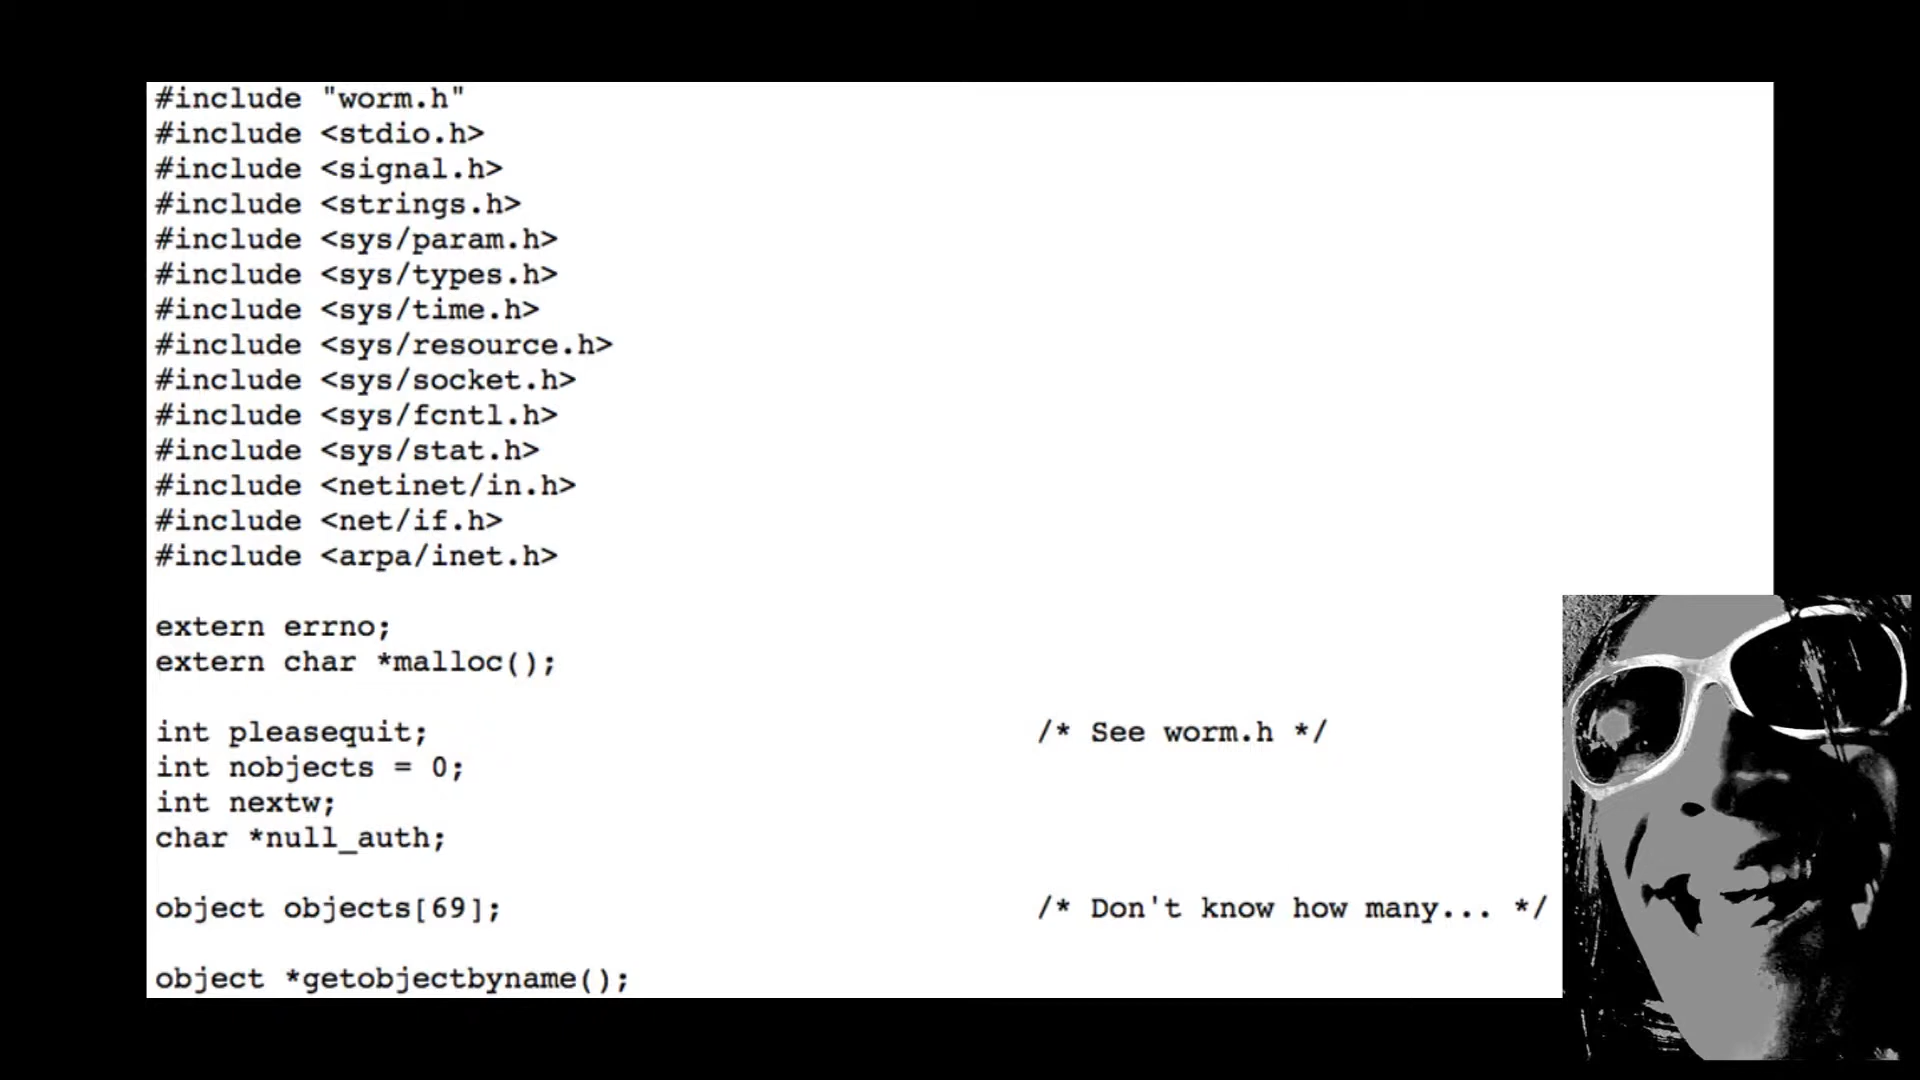 #include "worm.h"
#include <stdio.h>
#include <signal.h>
#include <strings.h>
#include <sys/param.h>
#include <sys/types.h>
#include <sys/time.h>
#include <sys/resource.h>
#include <sys/socket.h>
#include <sys/fcntl.h>
#include <sys/stat.h>
#include <netinet/in.h>
#include <net/if.h>
#include <arpa/inet.h>
extern errno;
extern char *malloc();
int pleasequit; /* See worm.h */
int nobjects = 0;
int nextw;
char *null_auth;
object objects[69]; /* Don't know how many... */
object *getobjectbyname();